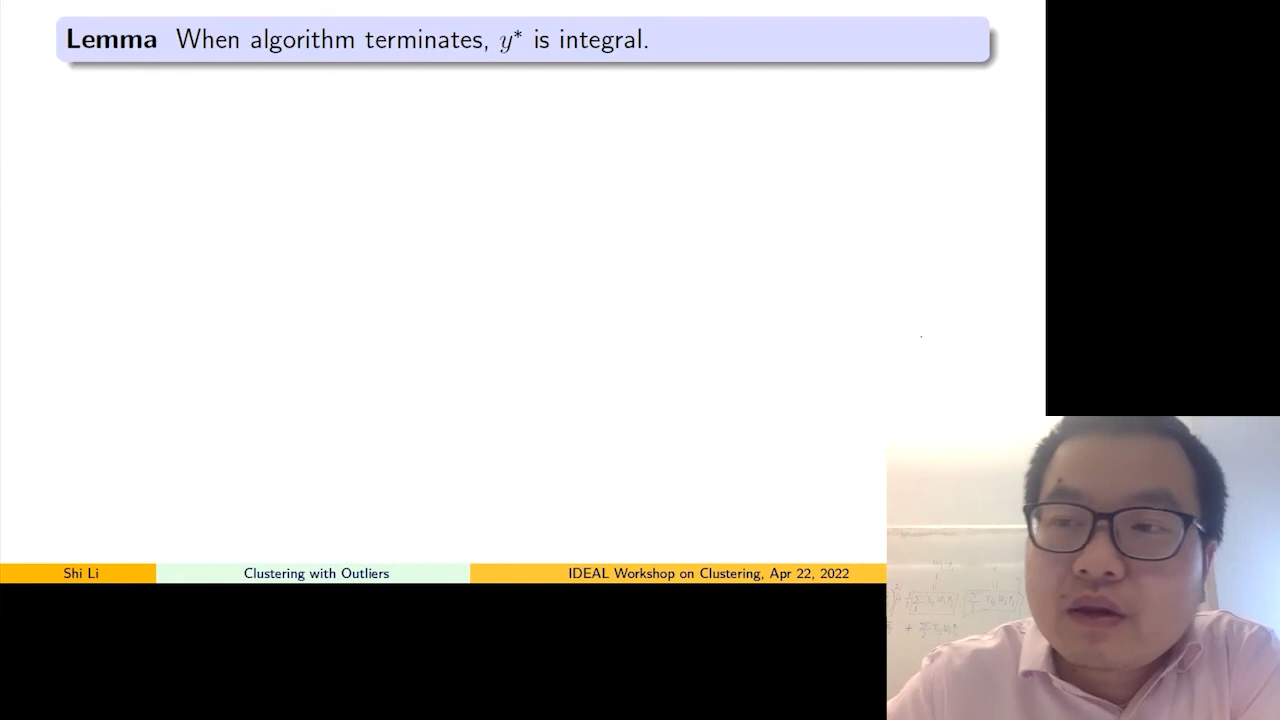 Lemma When algorithm terminates, y* is integral.
Shi Li
Clustering with Outliers
IDEAL Workshop on Clustering, Apr 22, 2022